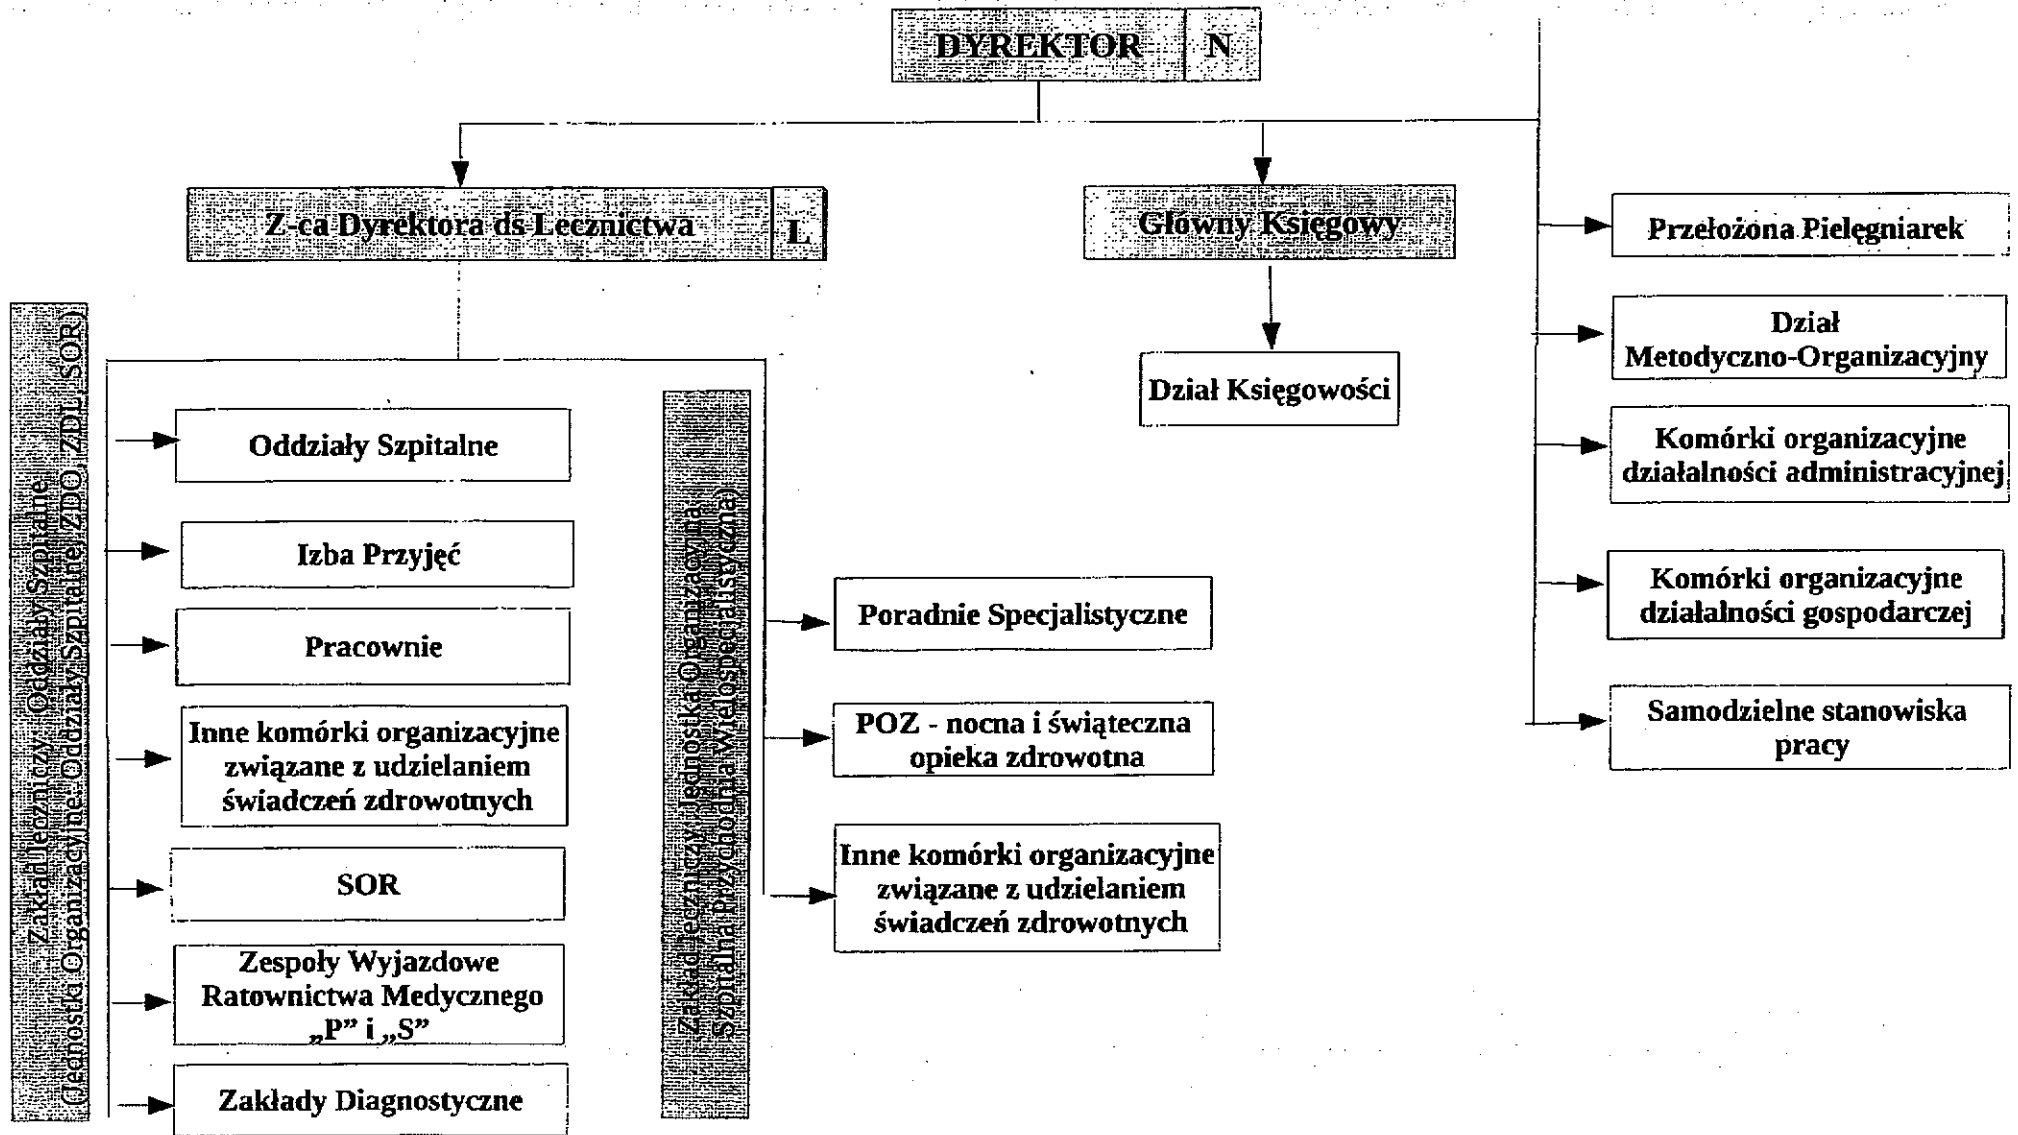 DYREKTOR N
Z-ca Dyrektora ds Lecznictwa L
Główny Księgowy
Dział Księgowości
Przełożona Pielęgniarek
Dział
Metodyczno-Organizacyjny
Komórki organizacyjne
działalności administracyjnej
Komórki organizacyjne
działalności gospodarczej
Samodzielne stanowiska
pracy
Zakład leczniczy Oddziały Szpitalne
(Jednostki Organizacyjne: Oddziały Szpitalne, ZDO, ZDL, SOR)
Oddziały Szpitalne
Izba Przyjęć
Pracownie
Inne komórki organizacyjne
związane z udzielaniem
świadczeń zdrowotnych
SOR
Zespoły Wyjazdowe
Ratownictwa Medycznego
„P” i „S”
Zakłady Diagnostyczne
Zakład leczniczy: Jednostka Organizacyjna
Szpitalna Przychodnia Wielospecjalistyczna)
Poradnie Specjalistyczne
POZ - nocna i świąteczna
opieka zdrowotna
Inne komórki organizacyjne
związane z udzielaniem
świadczeń zdrowotnych